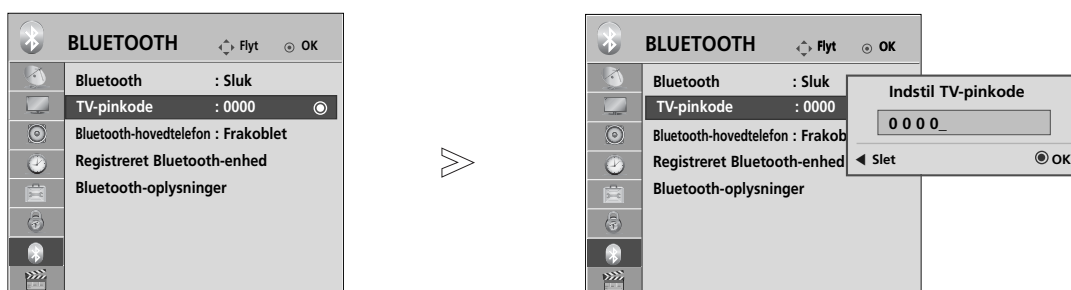 BLUETOOTH Flyt OK
Bluetooth : Sluk
TV-pinkode : 0000
Bluetooth-hovedtelefon : Frakoblet
Registreret Bluetooth-enhed
Bluetooth-oplysninger
BLUETOOTH Flyt OK
Bluetooth : Sluk
TV-pinkode : 0000
Bluetooth-hovedtelefon : Frakob
Registreret Bluetooth-enhed
Bluetooth-oplysninger
Indstil TV-pinkode
0 0 0 0_
Slet OK